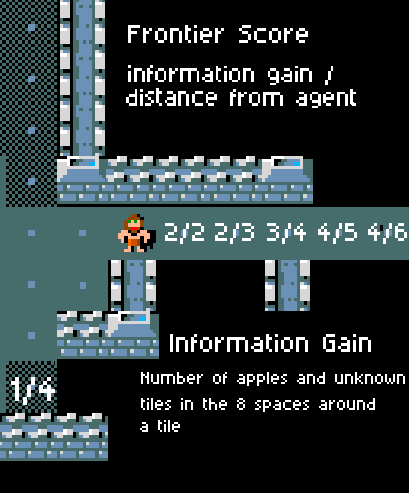 Frontier Score
information gain /
distance from agent
2/2 2/3 3/4 4/5 4/6
Information Gain
1/4
Number of apples and unknown
tiles in the 8 spaces around
a tile